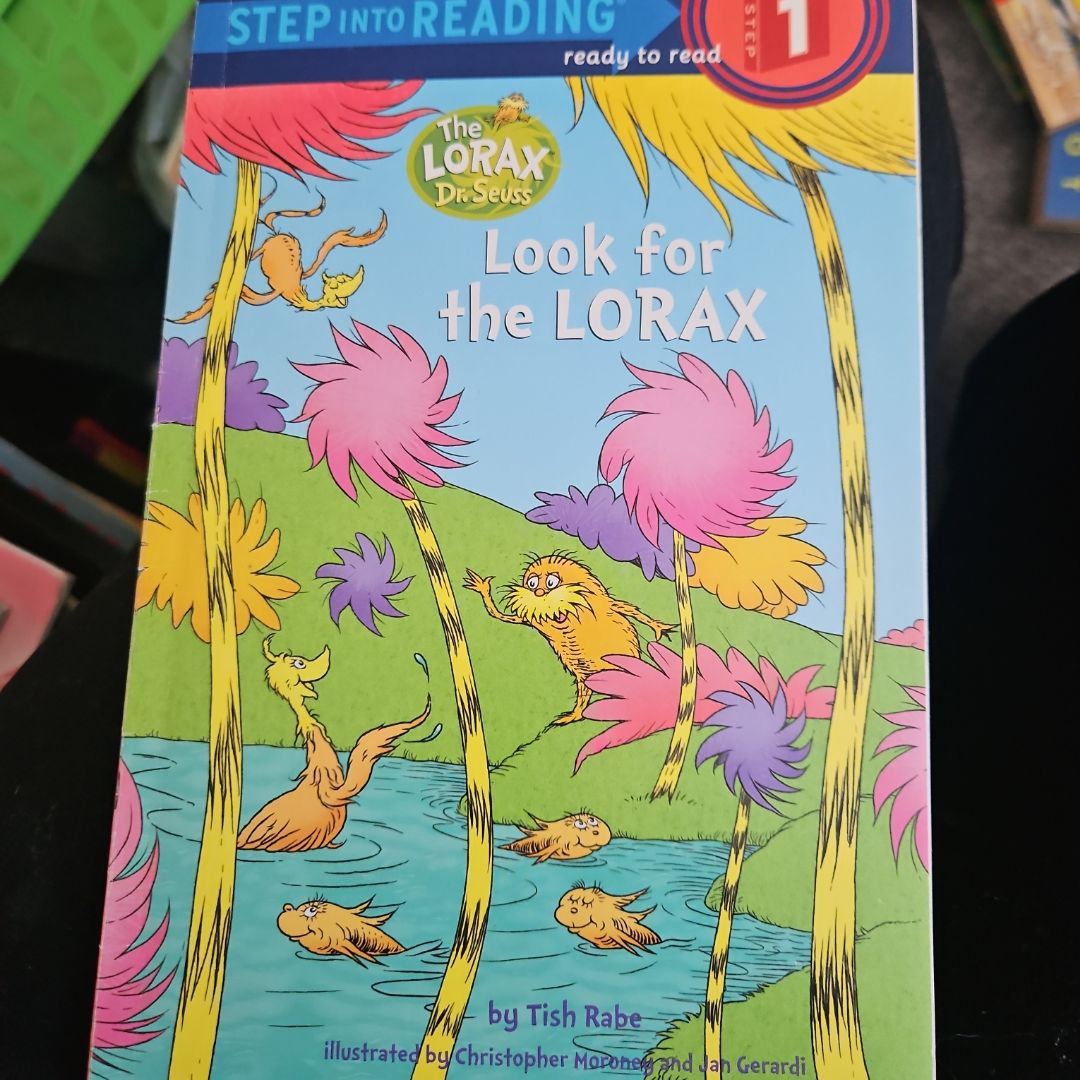 STEP INTO READING®
ready to read
STEP 1
The
LORAX
Dr. Seuss
Look for
the LORAX
by Tish Rabe
illustrated by Christopher Moroney and Jan Gerardi